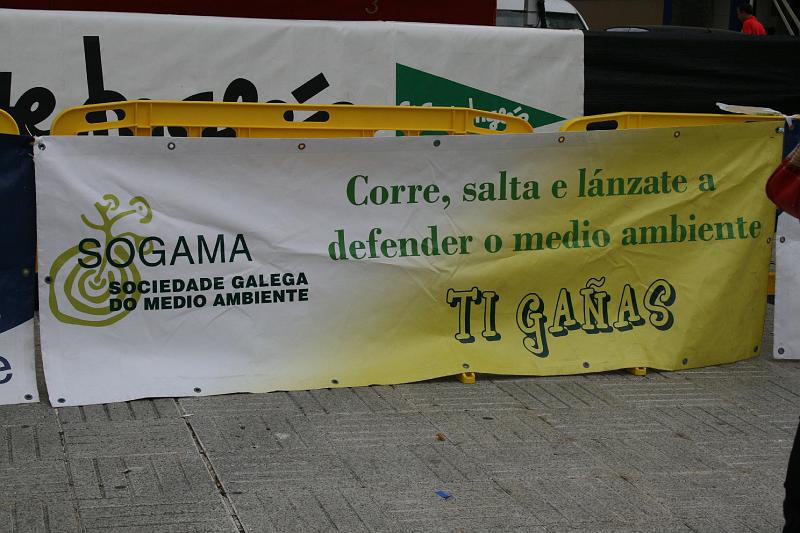 SOGAMA
SOCIEDADE GALEGA
DO MEDIO AMBIENTE
Corre, salta e lánzate a
defender o medio ambiente
TI GAÑAS